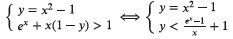 { y = x² − 1
{ eˣ + x(1 − y) > 1
⟺
{ y = x² − 1
{ y < (eˣ−1)/x + 1